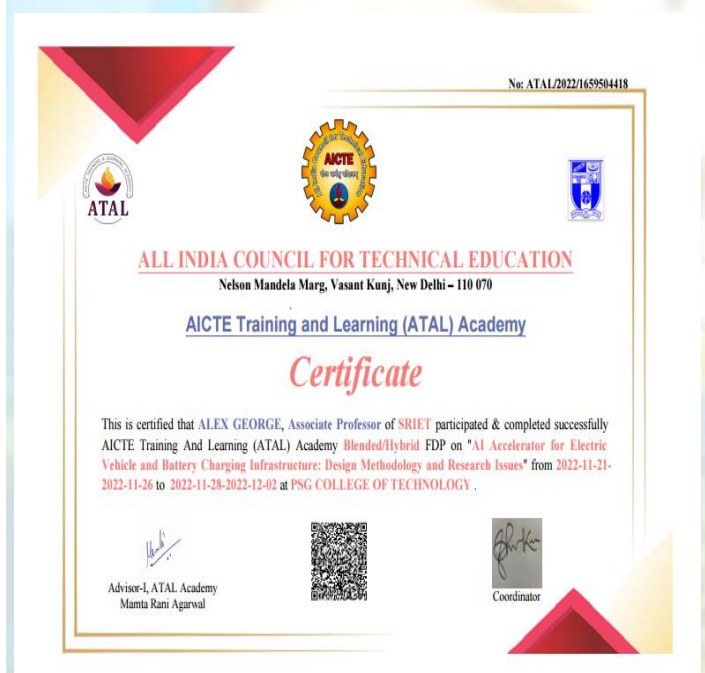 No: ATAL/2022/1659504418
AICTE
ATAL
ALL INDIA COUNCIL FOR TECHNICAL EDUCATION
Nelson Mandela Marg, Vasant Kunj, New Delhi – 110 070
AICTE Training and Learning (ATAL) Academy
Certificate
This is certified that ALEX GEORGE, Associate Professor of SRIET participated & completed successfully
AICTE Training And Learning (ATAL) Academy Blended/Hybrid FDP on "AI Accelerator for Electric
Vehicle and Battery Charging Infrastructure: Design Methodology and Research Issues" from 2022-11-21-
2022-11-26 to 2022-11-28-2022-12-02 at PSG COLLEGE OF TECHNOLOGY .
Advisor-I, ATAL Academy
Mamta Rani Agarwal
Coordinator